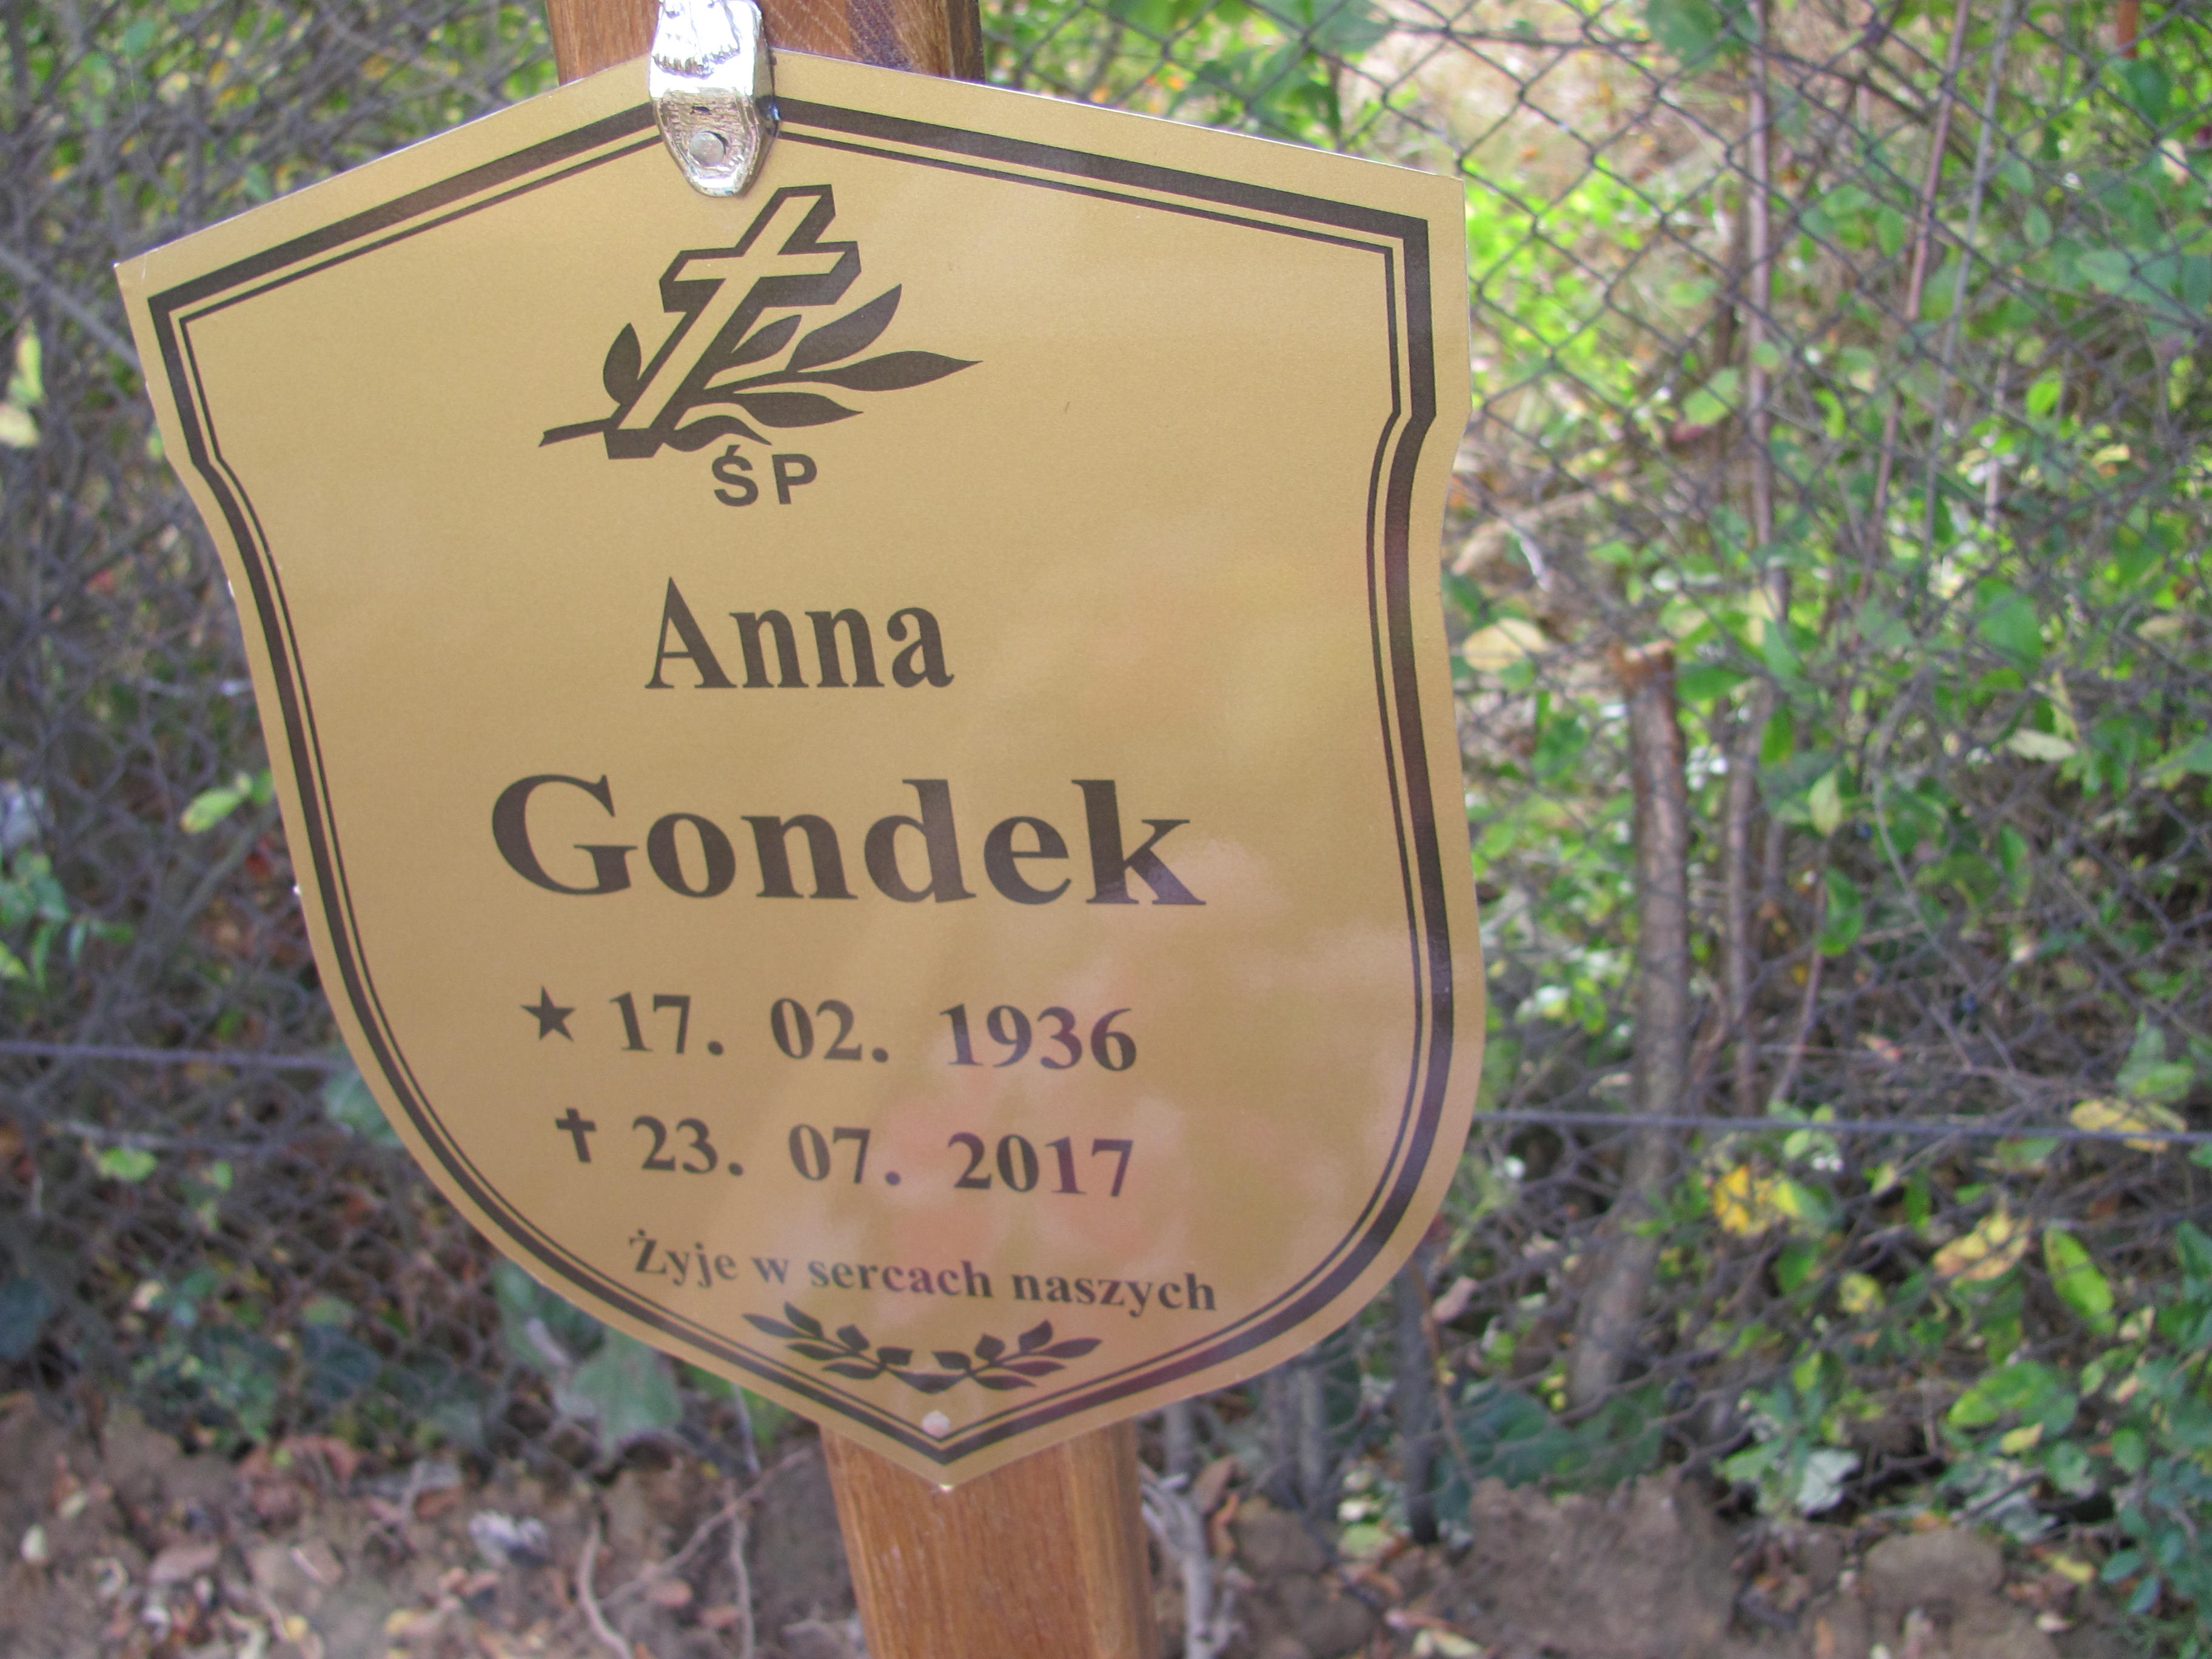 ŚP
Anna
Gondek
★ 17. 02. 1936
✝ 23. 07. 2017
Żyje w sercach naszych